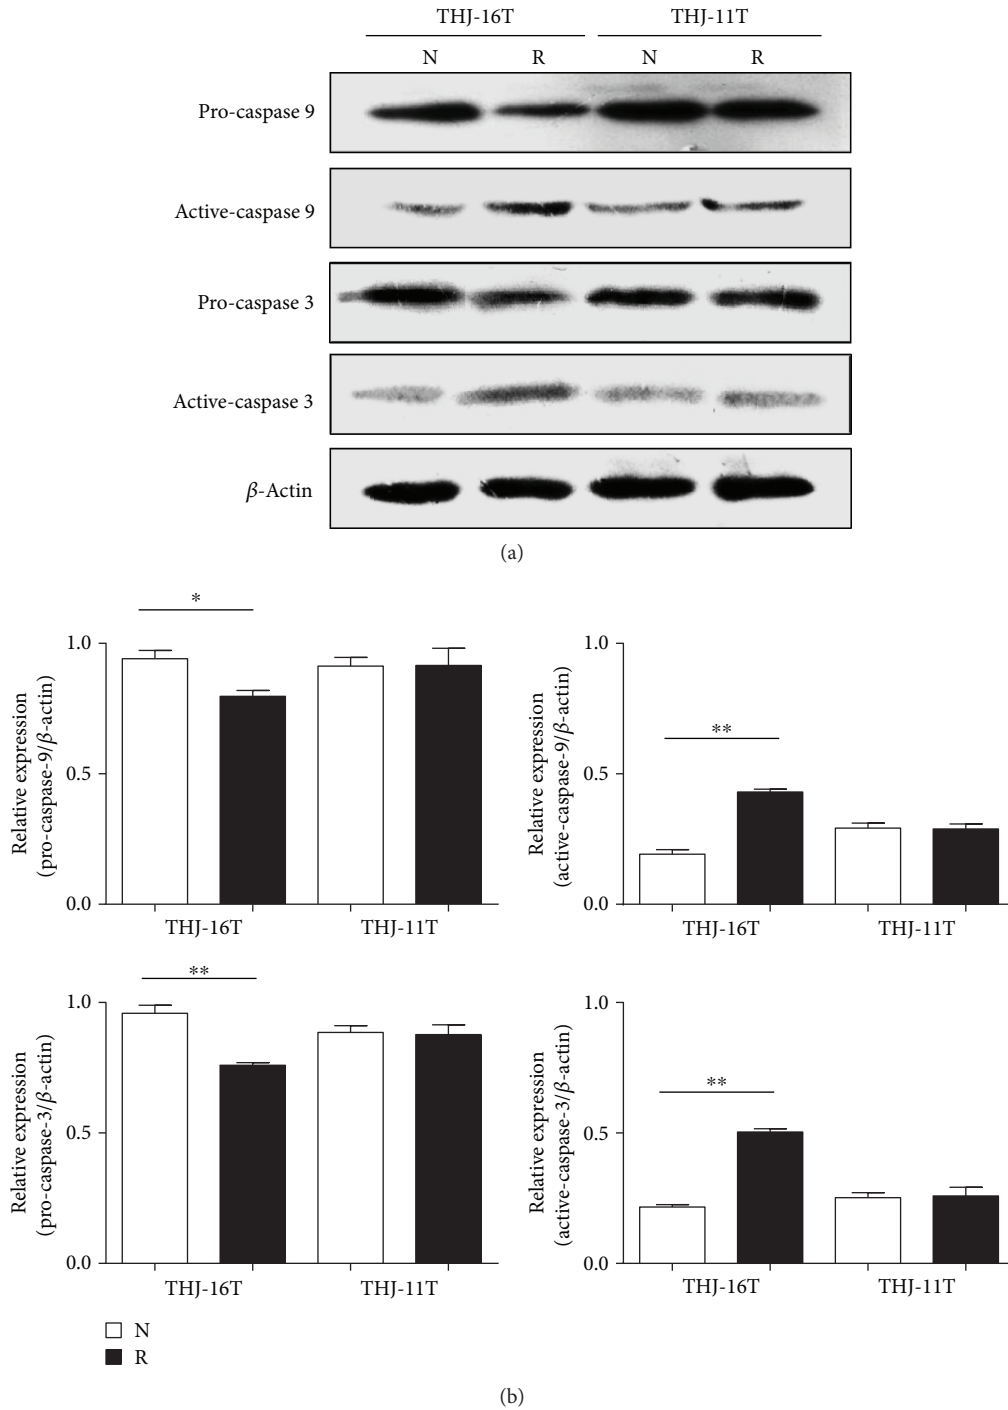 THJ-16T THJ-11T
N R N R
Pro-caspase 9
Active-caspase 9
Pro-caspase 3
Active-caspase 3
β-Actin
(a)
*
1.0
0.5
0.0
Relative expression
(pro-caspase-9/β-actin)
THJ-16T THJ-11T
**
1.0
0.5
0.0
Relative expression
(active-caspase-9/β-actin)
THJ-16T THJ-11T
**
1.0
0.5
0.0
Relative expression
(pro-caspase-3/β-actin)
THJ-16T THJ-11T
**
1.0
0.5
0.0
Relative expression
(active-caspase-3/β-actin)
THJ-16T THJ-11T
N
R
(b)